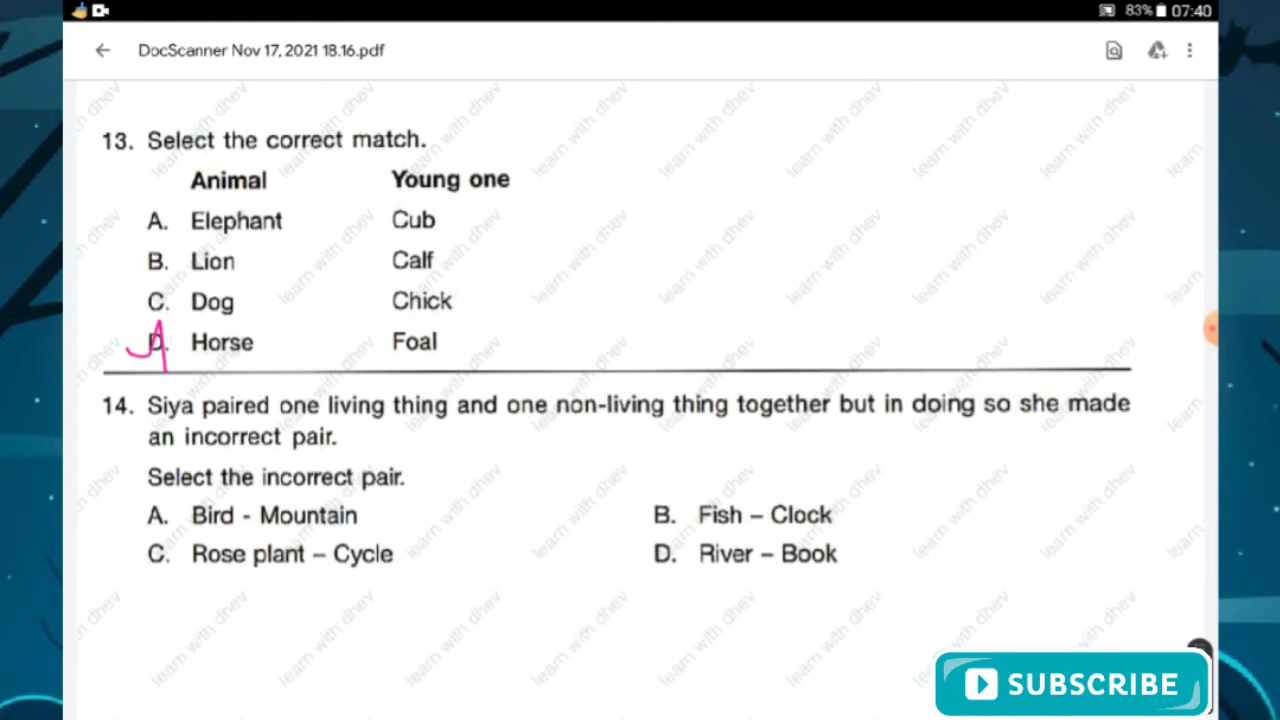 83% 07:40
DocScanner Nov 17, 2021 18.16.pdf
13. Select the correct match.
Animal Young one
A. Elephant Cub
B. Lion Calf
C. Dog Chick
D. Horse Foal
14. Siya paired one living thing and one non-living thing together but in doing so she made
an incorrect pair.
Select the incorrect pair.
A. Bird - Mountain B. Fish – Clock
C. Rose plant – Cycle D. River – Book
learn with dhev
SUBSCRIBE